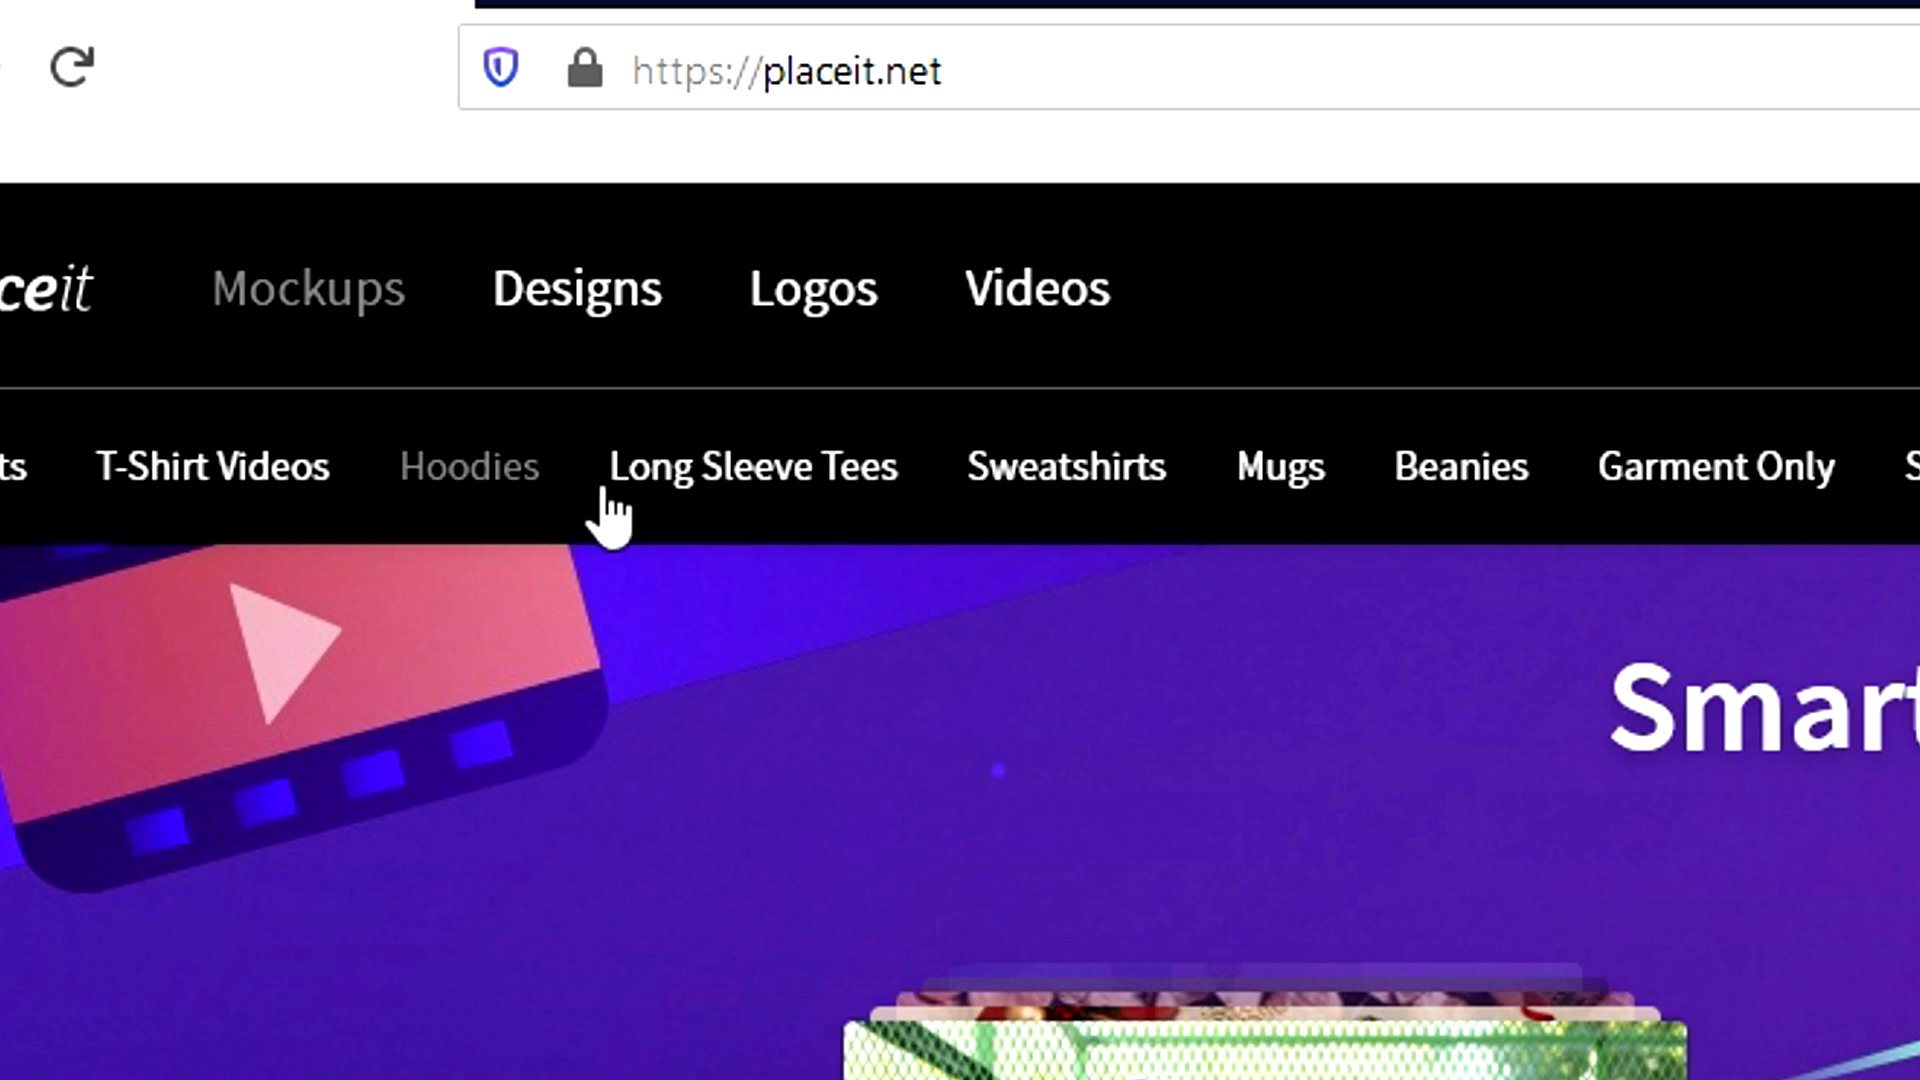 https://placeit.net
ceit Mockups Designs Logos Videos
ts T-Shirt Videos Hoodies Long Sleeve Tees Sweatshirts Mugs Beanies Garment Only S
Smart